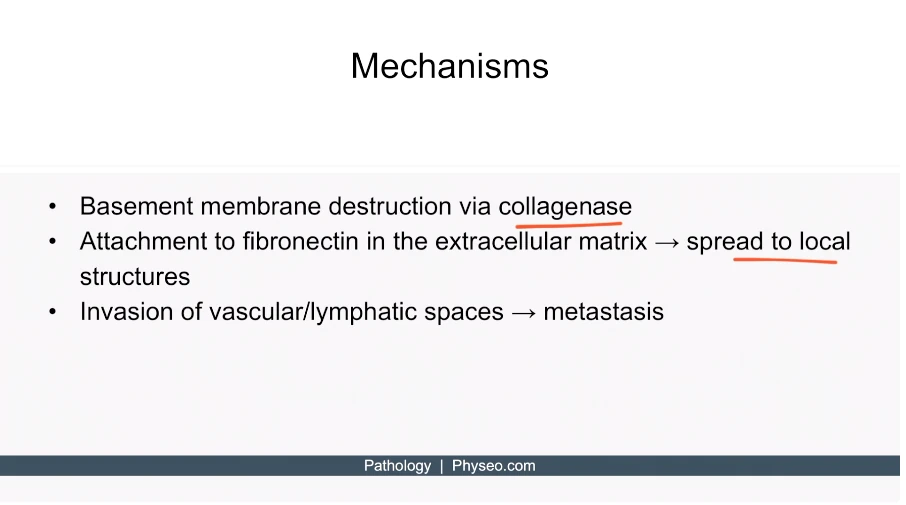 Mechanisms
• Basement membrane destruction via collagenase
• Attachment to fibronectin in the extracellular matrix → spread to local
structures
• Invasion of vascular/lymphatic spaces → metastasis
Pathology | Physeo.com